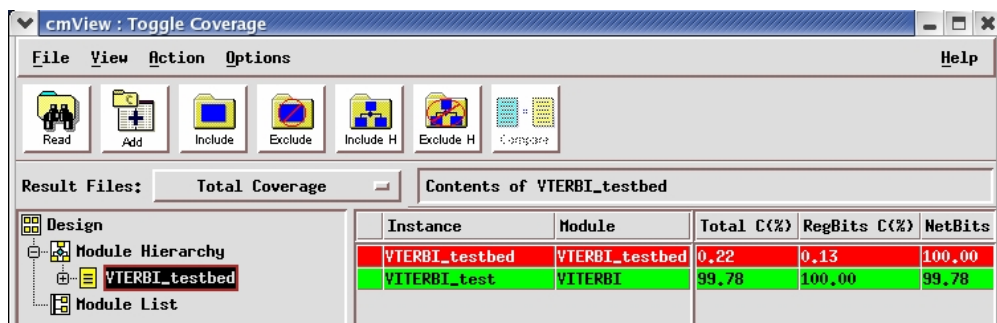 cmView : Toggle Coverage
File View Action Options Help
Read Add Include Exclude Include H Exclude H Compare
Result Files: Total Coverage Contents of VTERBI_testbed
Design
Module Hierarchy
VTERBI_testbed
Module List
Instance Module Total C(%) RegBits C(%) NetBits
VTERBI_testbed VTERBI_testbed 0.22 0.13 100.00
VITERBI_test VITERBI 99.78 100.00 99.78